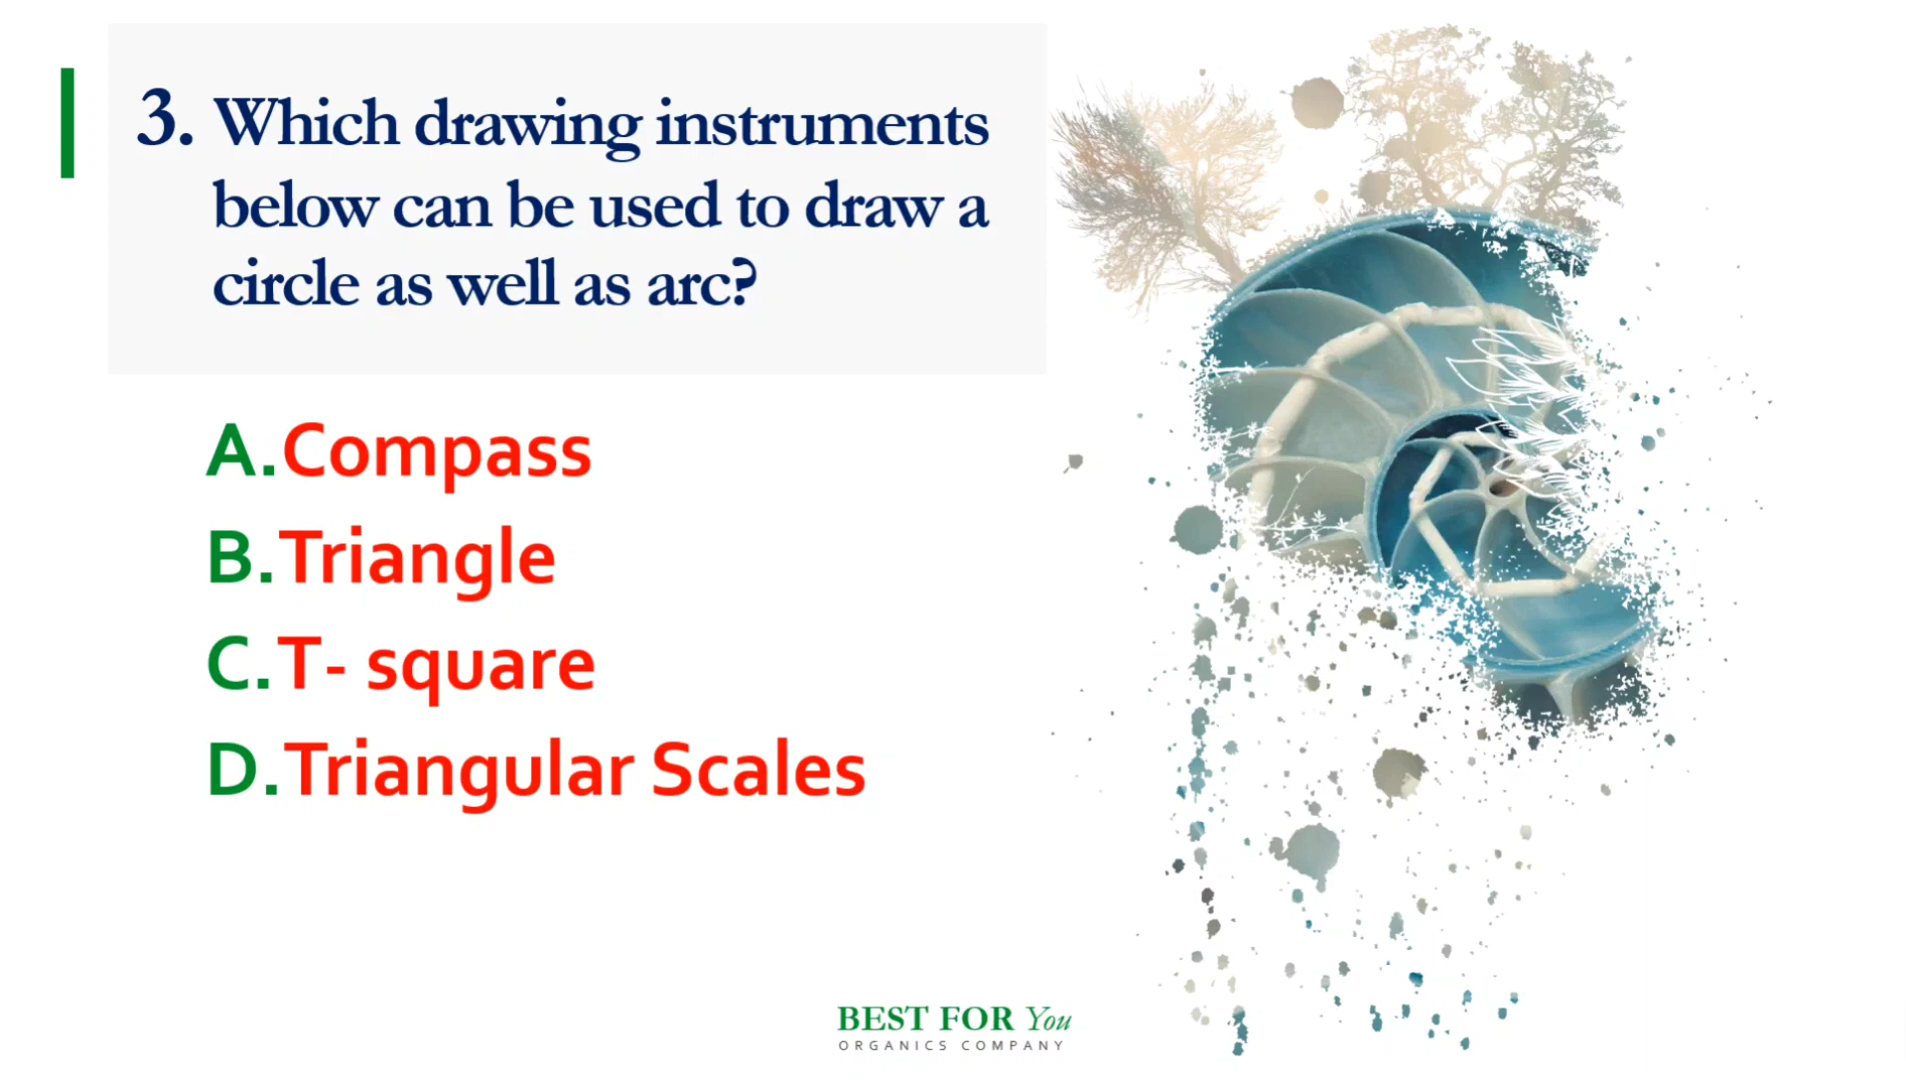 3. Which drawing instruments
below can be used to draw a
circle as well as arc?
A.Compass
B.Triangle
C.T- square
D.Triangular Scales
BEST FOR You
ORGANICS COMPANY